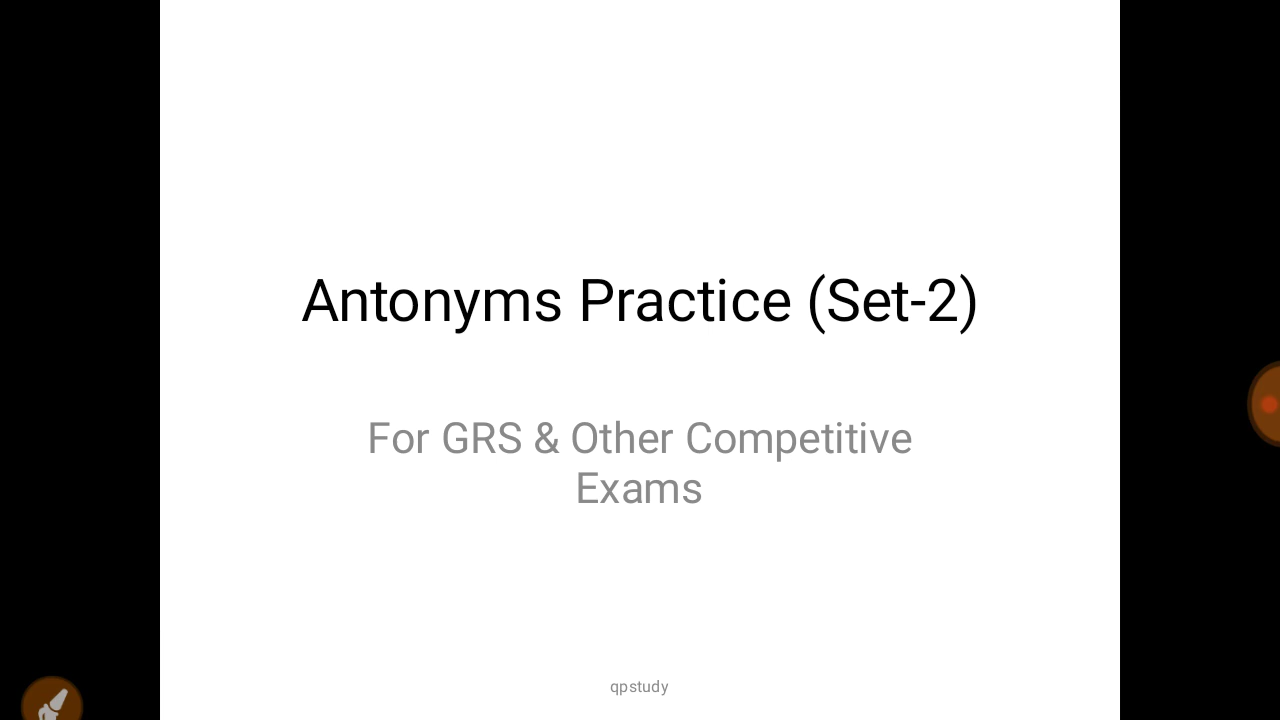 Antonyms Practice (Set-2)
For GRS & Other Competitive
Exams
qpstudy